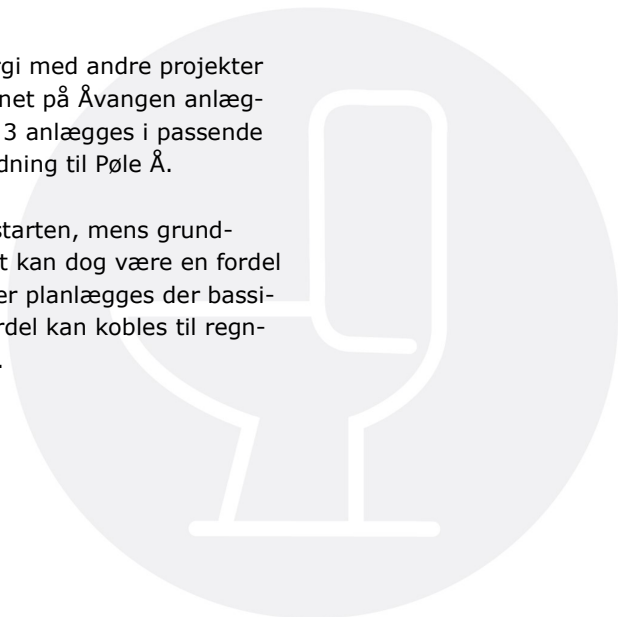 rgi med andre projekter
net på Åvangen anlæg-
3 anlægges i passende
dning til Pøle Å.
starten, mens grund-
t kan dog være en fordel
er planlægges der bassi-
rdel kan kobles til regn-
.